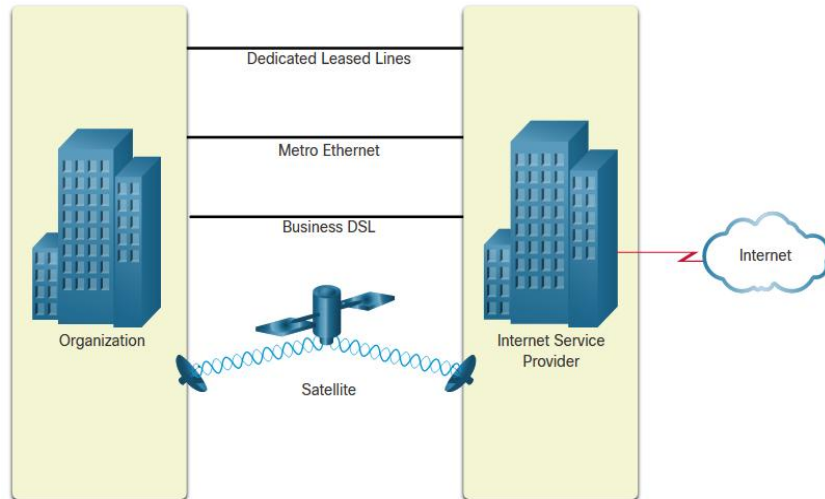 Dedicated Leased Lines
Metro Ethernet
Business DSL
Internet
Organization
Internet Service
Provider
Satellite